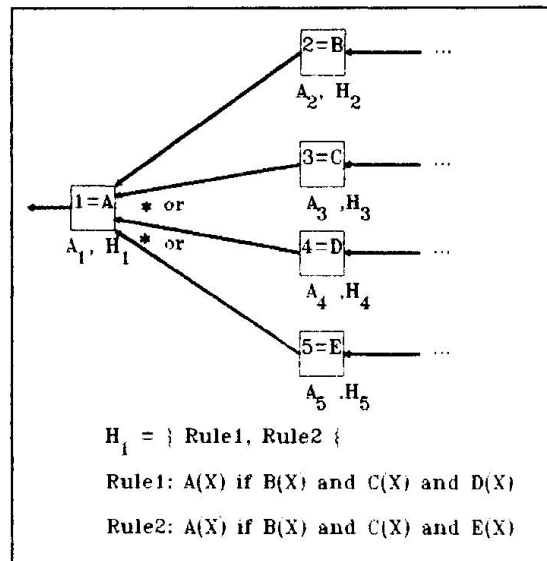 2=B
...
A2, H2
3=C
...
1=A
* or
A3 ,H3
A1, H1
* or
4=D
...
A4 ,H4
5=E
...
A5 ,H5
H1 = } Rule1, Rule2 {
Rule1: A(X) if B(X) and C(X) and D(X)
Rule2: A(X) if B(X) and C(X) and E(X)